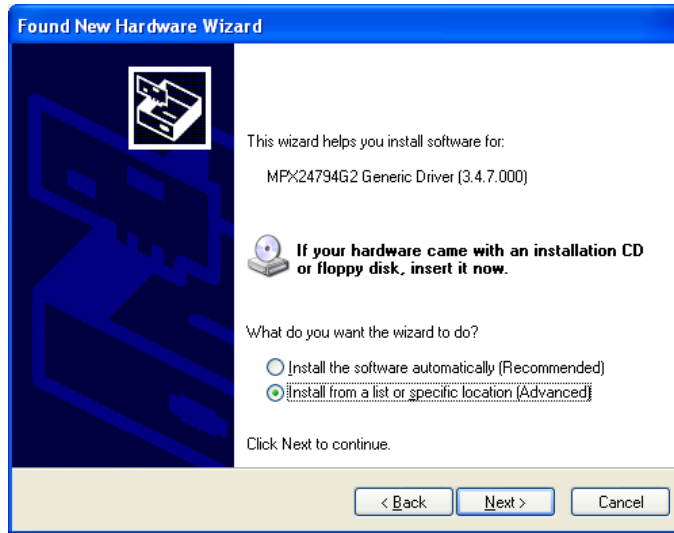 Found New Hardware Wizard
This wizard helps you install software for:
MPX24794G2 Generic Driver (3.4.7.000)
If your hardware came with an installation CD
or floppy disk, insert it now.
What do you want the wizard to do?
Install the software automatically (Recommended)
Install from a list or specific location (Advanced)
Click Next to continue.
< Back Next > Cancel